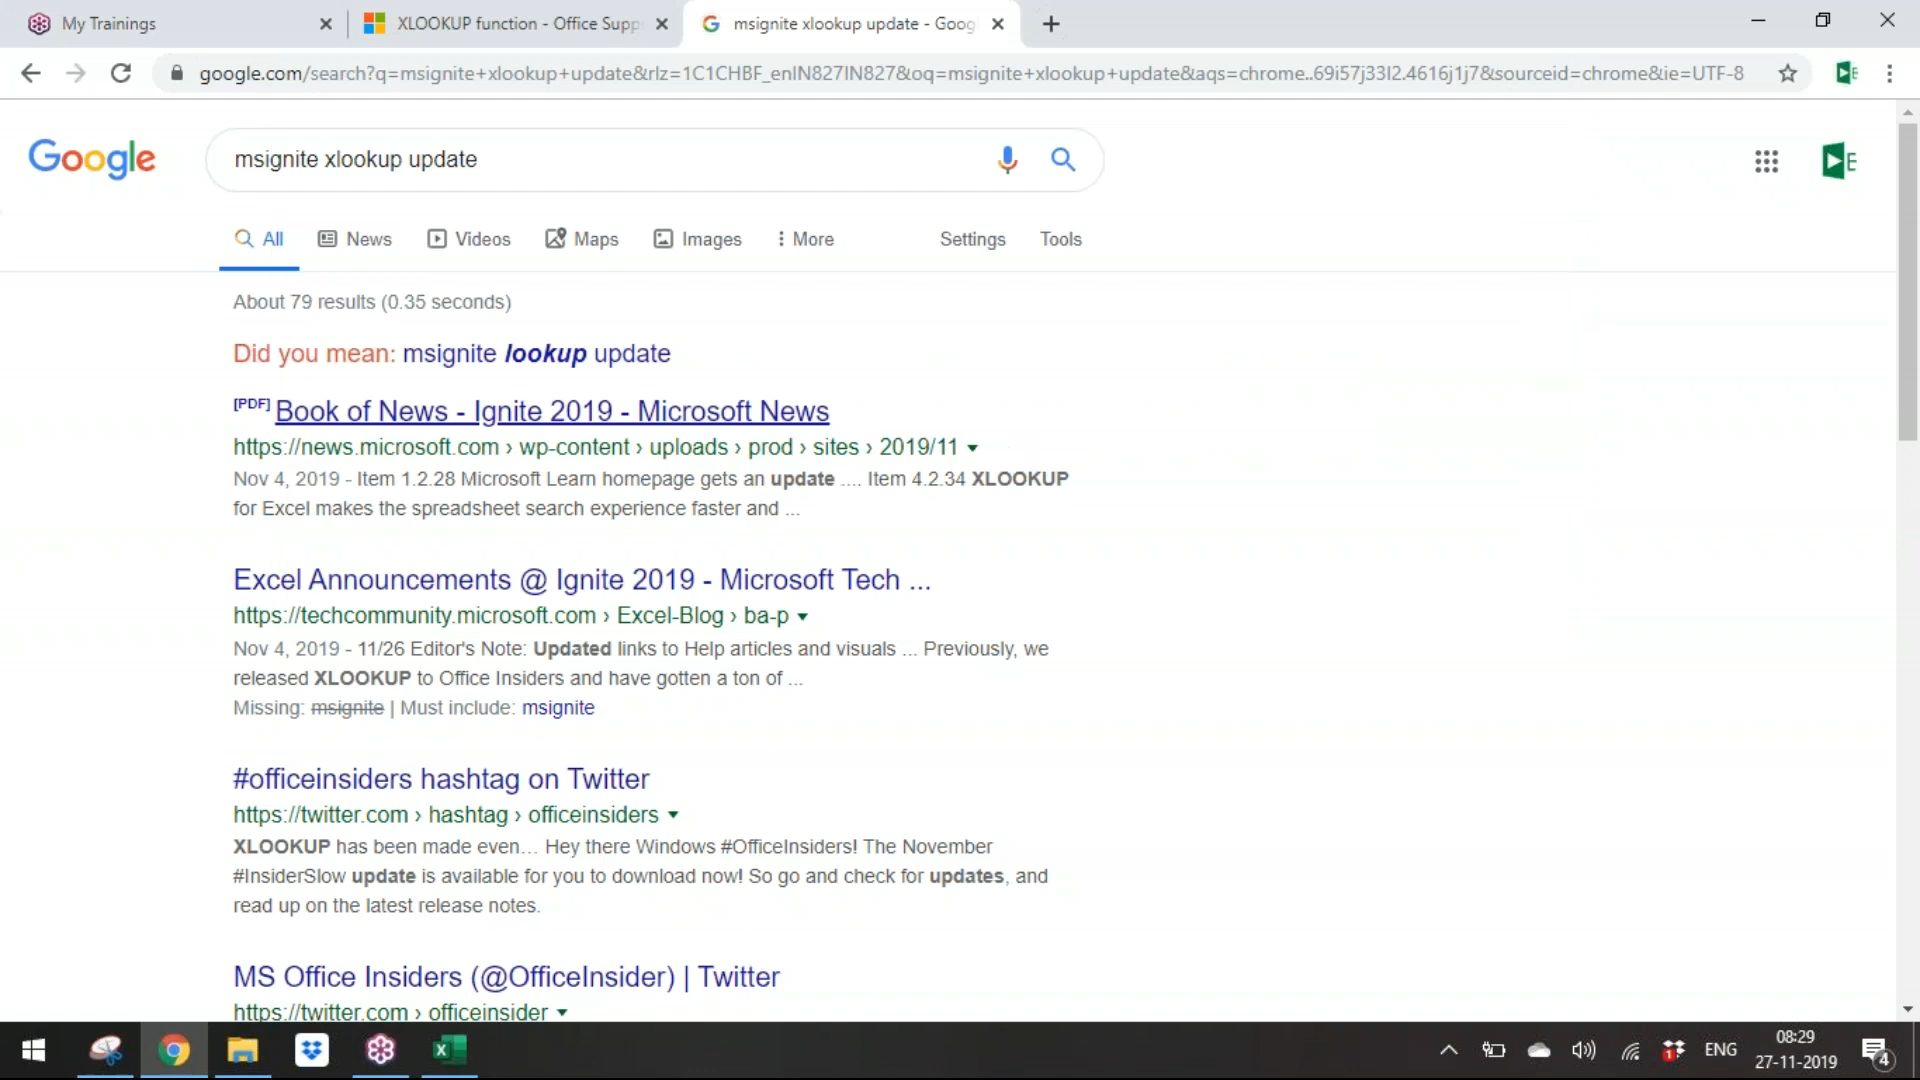 My Trainings
XLOOKUP function - Office Supp
msignite xlookup update - Goog
google.com/search?q=msignite+xlookup+update&rlz=1C1CHBF_enIN827IN827&oq=msignite+xlookup+update&aqs=chrome..69i57j33l2.4616j1j7&sourceid=chrome&ie=UTF-8
Google
msignite xlookup update
E
All
News
Videos
Maps
Images
More
Settings
Tools
About 79 results (0.35 seconds)
Did you mean: msignite lookup update
[PDF] Book of News - Ignite 2019 - Microsoft News
https://news.microsoft.com › wp-content › uploads › prod › sites › 2019/11
Nov 4, 2019 - Item 1.2.28 Microsoft Learn homepage gets an update .... Item 4.2.34 XLOOKUP
for Excel makes the spreadsheet search experience faster and ...
Excel Announcements @ Ignite 2019 - Microsoft Tech ...
https://techcommunity.microsoft.com › Excel-Blog › ba-p
Nov 4, 2019 - 11/26 Editor's Note: Updated links to Help articles and visuals ... Previously, we
released XLOOKUP to Office Insiders and have gotten a ton of ...
Missing: msignite | Must include: msignite
#officeinsiders hashtag on Twitter
https://twitter.com › hashtag › officeinsiders
XLOOKUP has been made even… Hey there Windows #OfficeInsiders! The November
#InsiderSlow update is available for you to download now! So go and check for updates, and
read up on the latest release notes.
MS Office Insiders (@OfficeInsider) | Twitter
https://twitter.com › officeinsider
X
1
ENG
08:29
27-11-2019
4